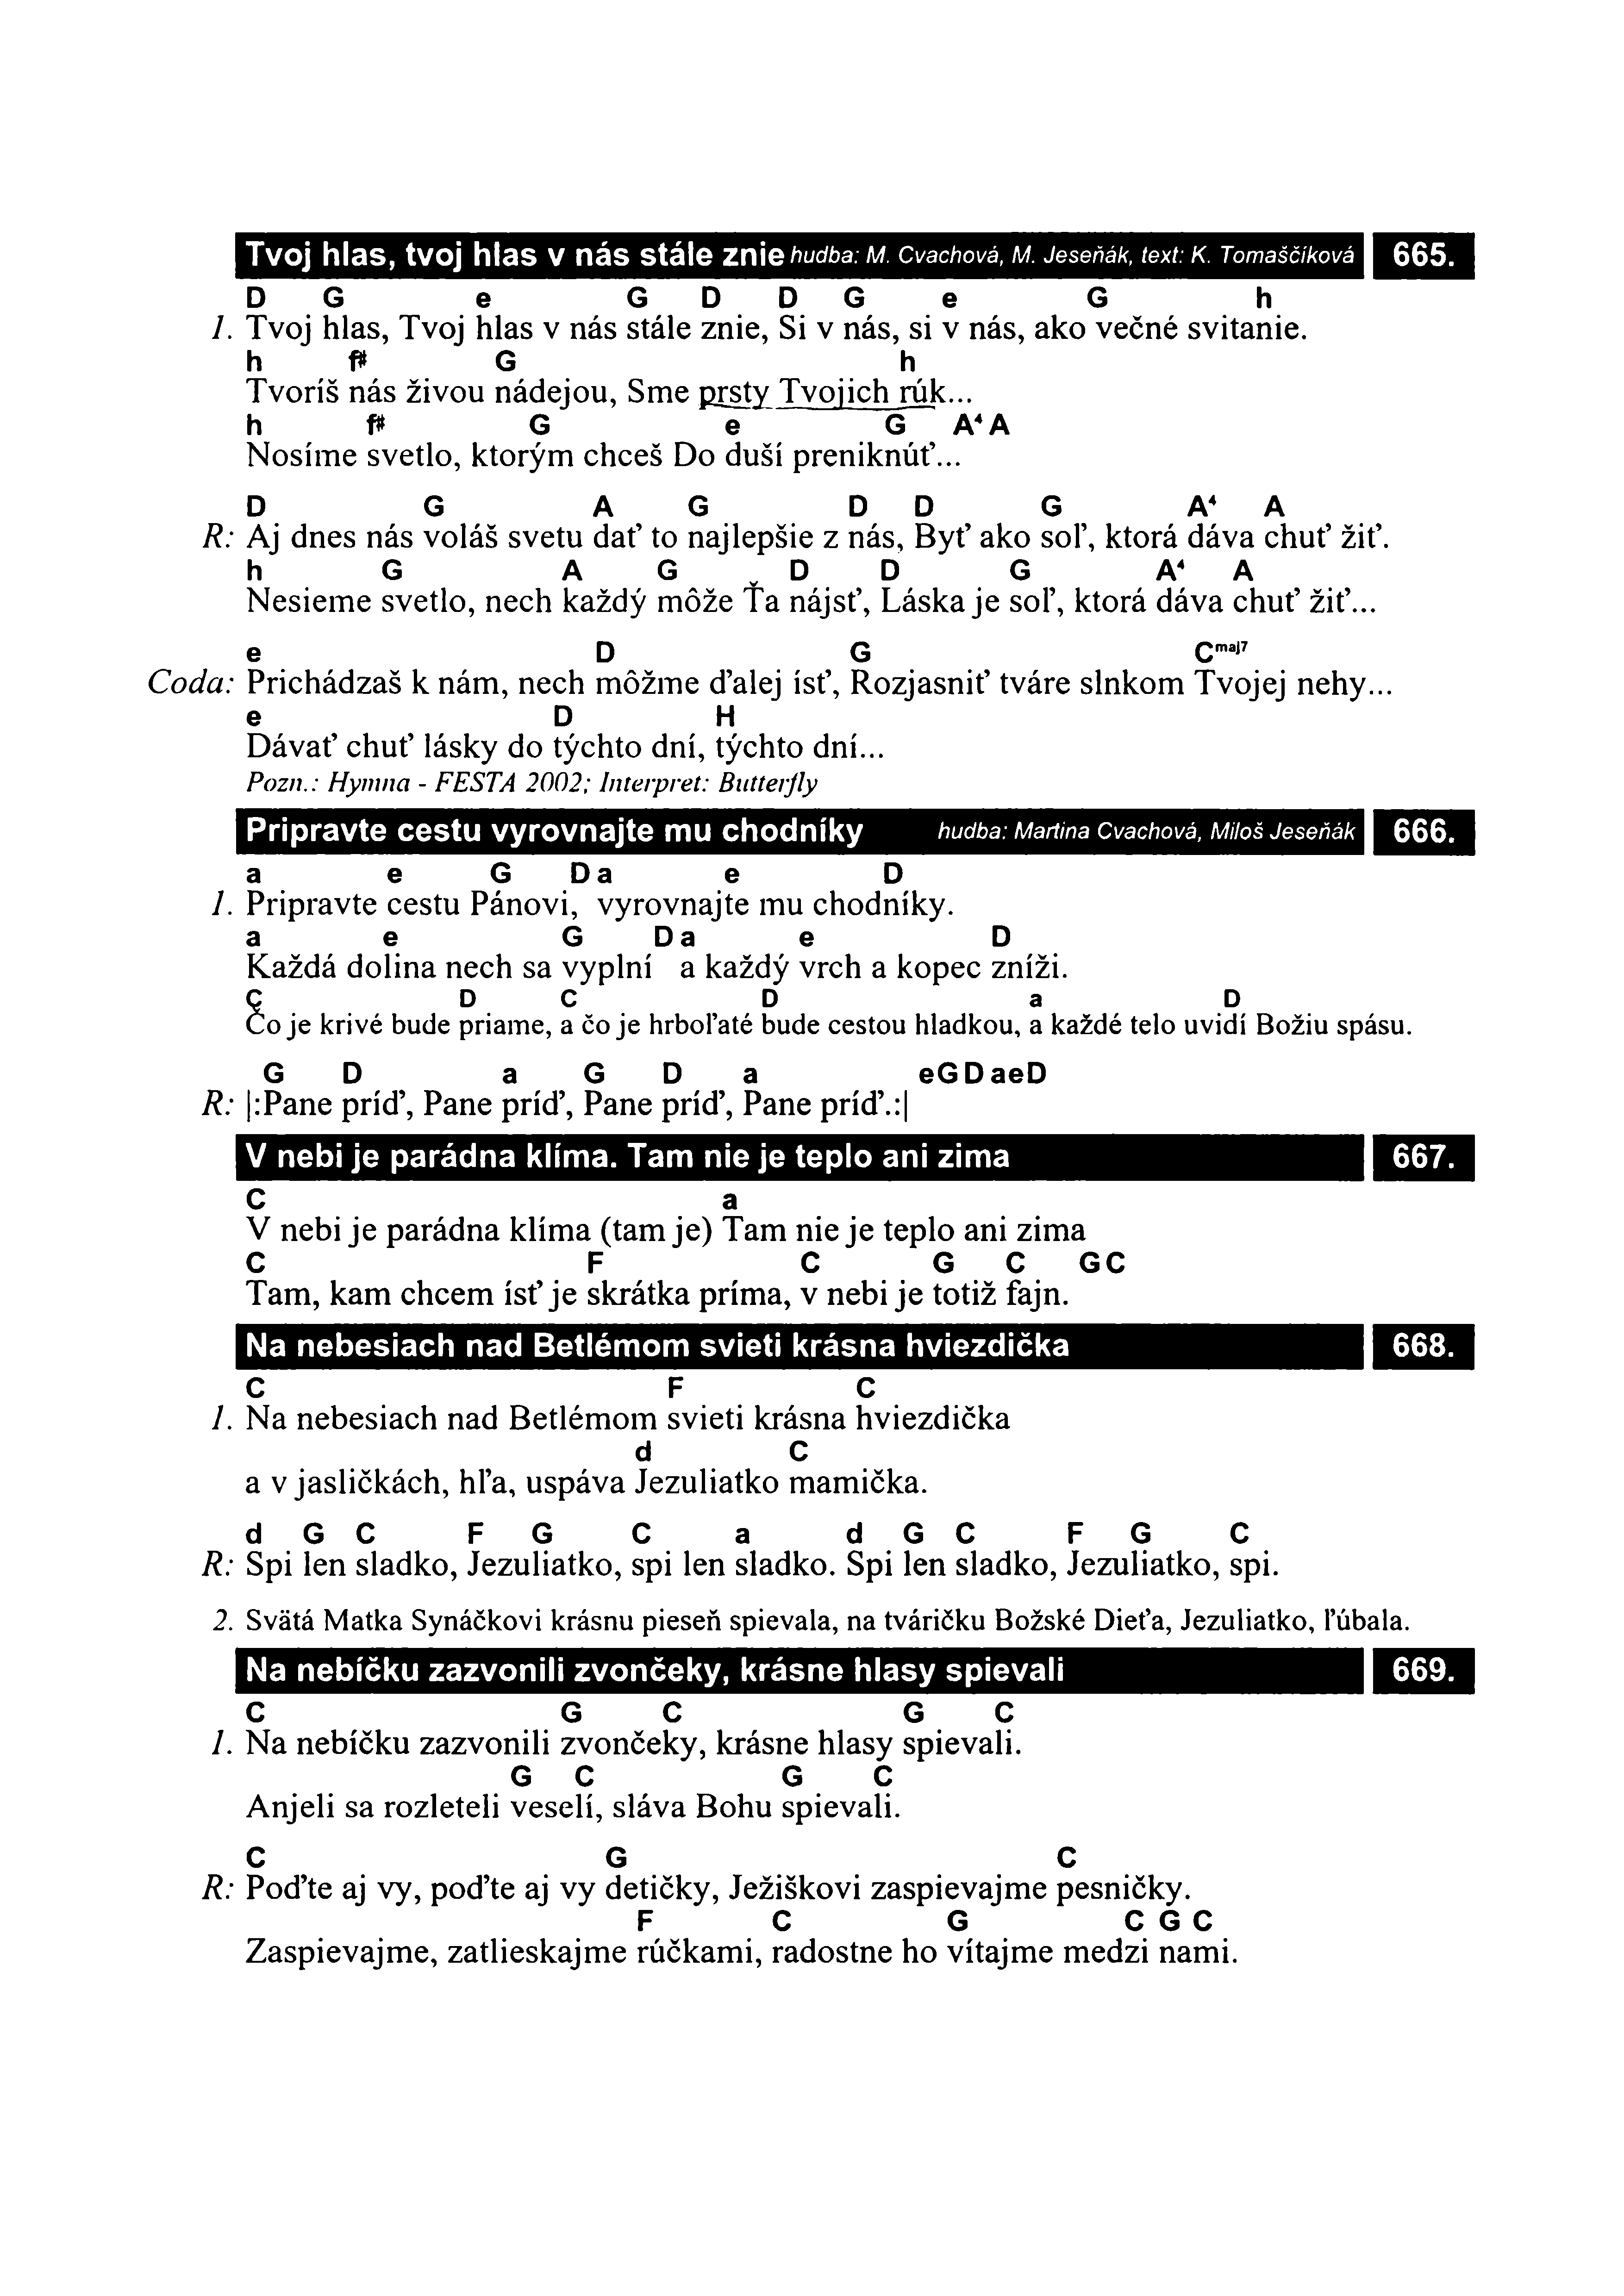 Tvoj hlas, tvoj hlas v nás stále znie hudba: M. Cvachová, M. Jeseňák, text: K. Tomaščíková 665.
D G e G D D G e G h
1. Tvoj hlas, Tvoj hlas v nás stále znie, Si v nás, si v nás, ako večné svitanie.
h f# G h
Tvoríš nás živou nádejou, Sme prsty Tvojich rúk...
h f# G e G A⁴ A
Nosíme svetlo, ktorým chceš Do duší preniknúť...
D G A G D D G A⁴ A
R: Aj dnes nás voláš svetu dať to najlepšie z nás, Byť ako soľ, ktorá dáva chuť žiť.
h G A G D D G A⁴ A
Nesieme svetlo, nech každý môže Ťa nájsť, Láska je soľ, ktorá dáva chuť žiť...
e D G Cmaj7
Coda: Prichádzaš k nám, nech môžme ďalej ísť, Rozjasniť tváre slnkom Tvojej nehy...
e D H
Dávať chuť lásky do týchto dní, týchto dní...
Pozn.: Hymna - FESTA 2002; Interpret: Butterfly
Pripravte cestu vyrovnajte mu chodníky hudba: Martina Cvachová, Miloš Jeseňák 666.
a e G D a e D
1. Pripravte cestu Pánovi, vyrovnajte mu chodníky.
a e G D a e D
Každá dolina nech sa vyplní a každý vrch a kopec zníži.
C D C D a D
Čo je krivé bude priame, a čo je hrboľaté bude cestou hladkou, a každé telo uvidí Božiu spásu.
G D a G D a e G D a e D
R: |:Pane príď, Pane príď, Pane príď, Pane príď.:|
V nebi je parádna klíma. Tam nie je teplo ani zima 667.
C a
V nebi je parádna klíma (tam je) Tam nie je teplo ani zima
C F C G C G C
Tam, kam chcem ísť je skrátka príma, v nebi je totiž fajn.
Na nebesiach nad Betlémom svieti krásna hviezdička 668.
C F C
1. Na nebesiach nad Betlémom svieti krásna hviezdička
d C
a v jasličkách, hľa, uspáva Jezuliatko mamička.
d G C F G C a d G C F G C
R: Spi len sladko, Jezuliatko, spi len sladko. Spi len sladko, Jezuliatko, spi.
2. Svätá Matka Synáčkovi krásnu pieseň spievala, na tváričku Božské Dieťa, Jezuliatko, ľúbala.
Na nebíčku zazvonili zvončeky, krásne hlasy spievali 669.
C G C G C
1. Na nebíčku zazvonili zvončeky, krásne hlasy spievali.
G C G C
Anjeli sa rozleteli veselí, sláva Bohu spievali.
C G C
R: Poďte aj vy, poďte aj vy detičky, Ježiškovi zaspievajme pesničky.
F C G C G C
Zaspievajme, zatlieskajme rúčkami, radostne ho vítajme medzi nami.